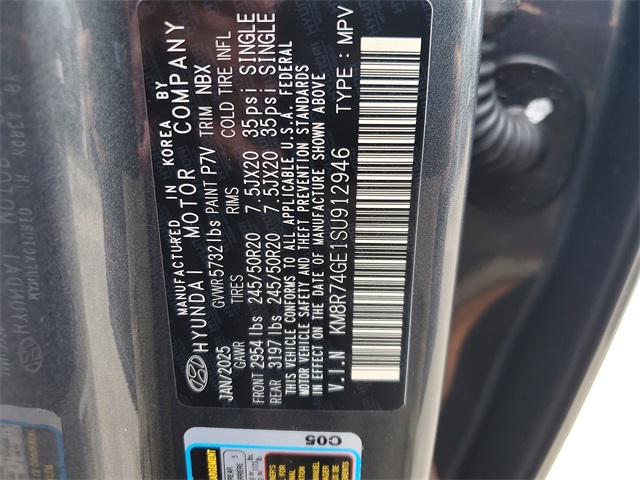 MANUFACTURED IN KOREA BY
HYUNDAI MOTOR COMPANY
JAN/2025 GVWR 5732 lbs PAINT P7V TRIM NBX
GAWR TIRES RIMS COLD TIRE INFL
FRONT 2954 lbs 245/50R20 7.5JX20 35psi SINGLE
REAR 3197 lbs 245/50R20 7.5JX20 35psi SINGLE
THIS VEHICLE CONFORMS TO ALL APPLICABLE U.S.A. FEDERAL
MOTOR VEHICLE SAFETY AND THEFT PREVENTION STANDARDS
IN EFFECT ON THE DATE OF MANUFACTURE SHOWN ABOVE
V.I.N KM8R74GE1SU912946 TYPE : MPV
C05